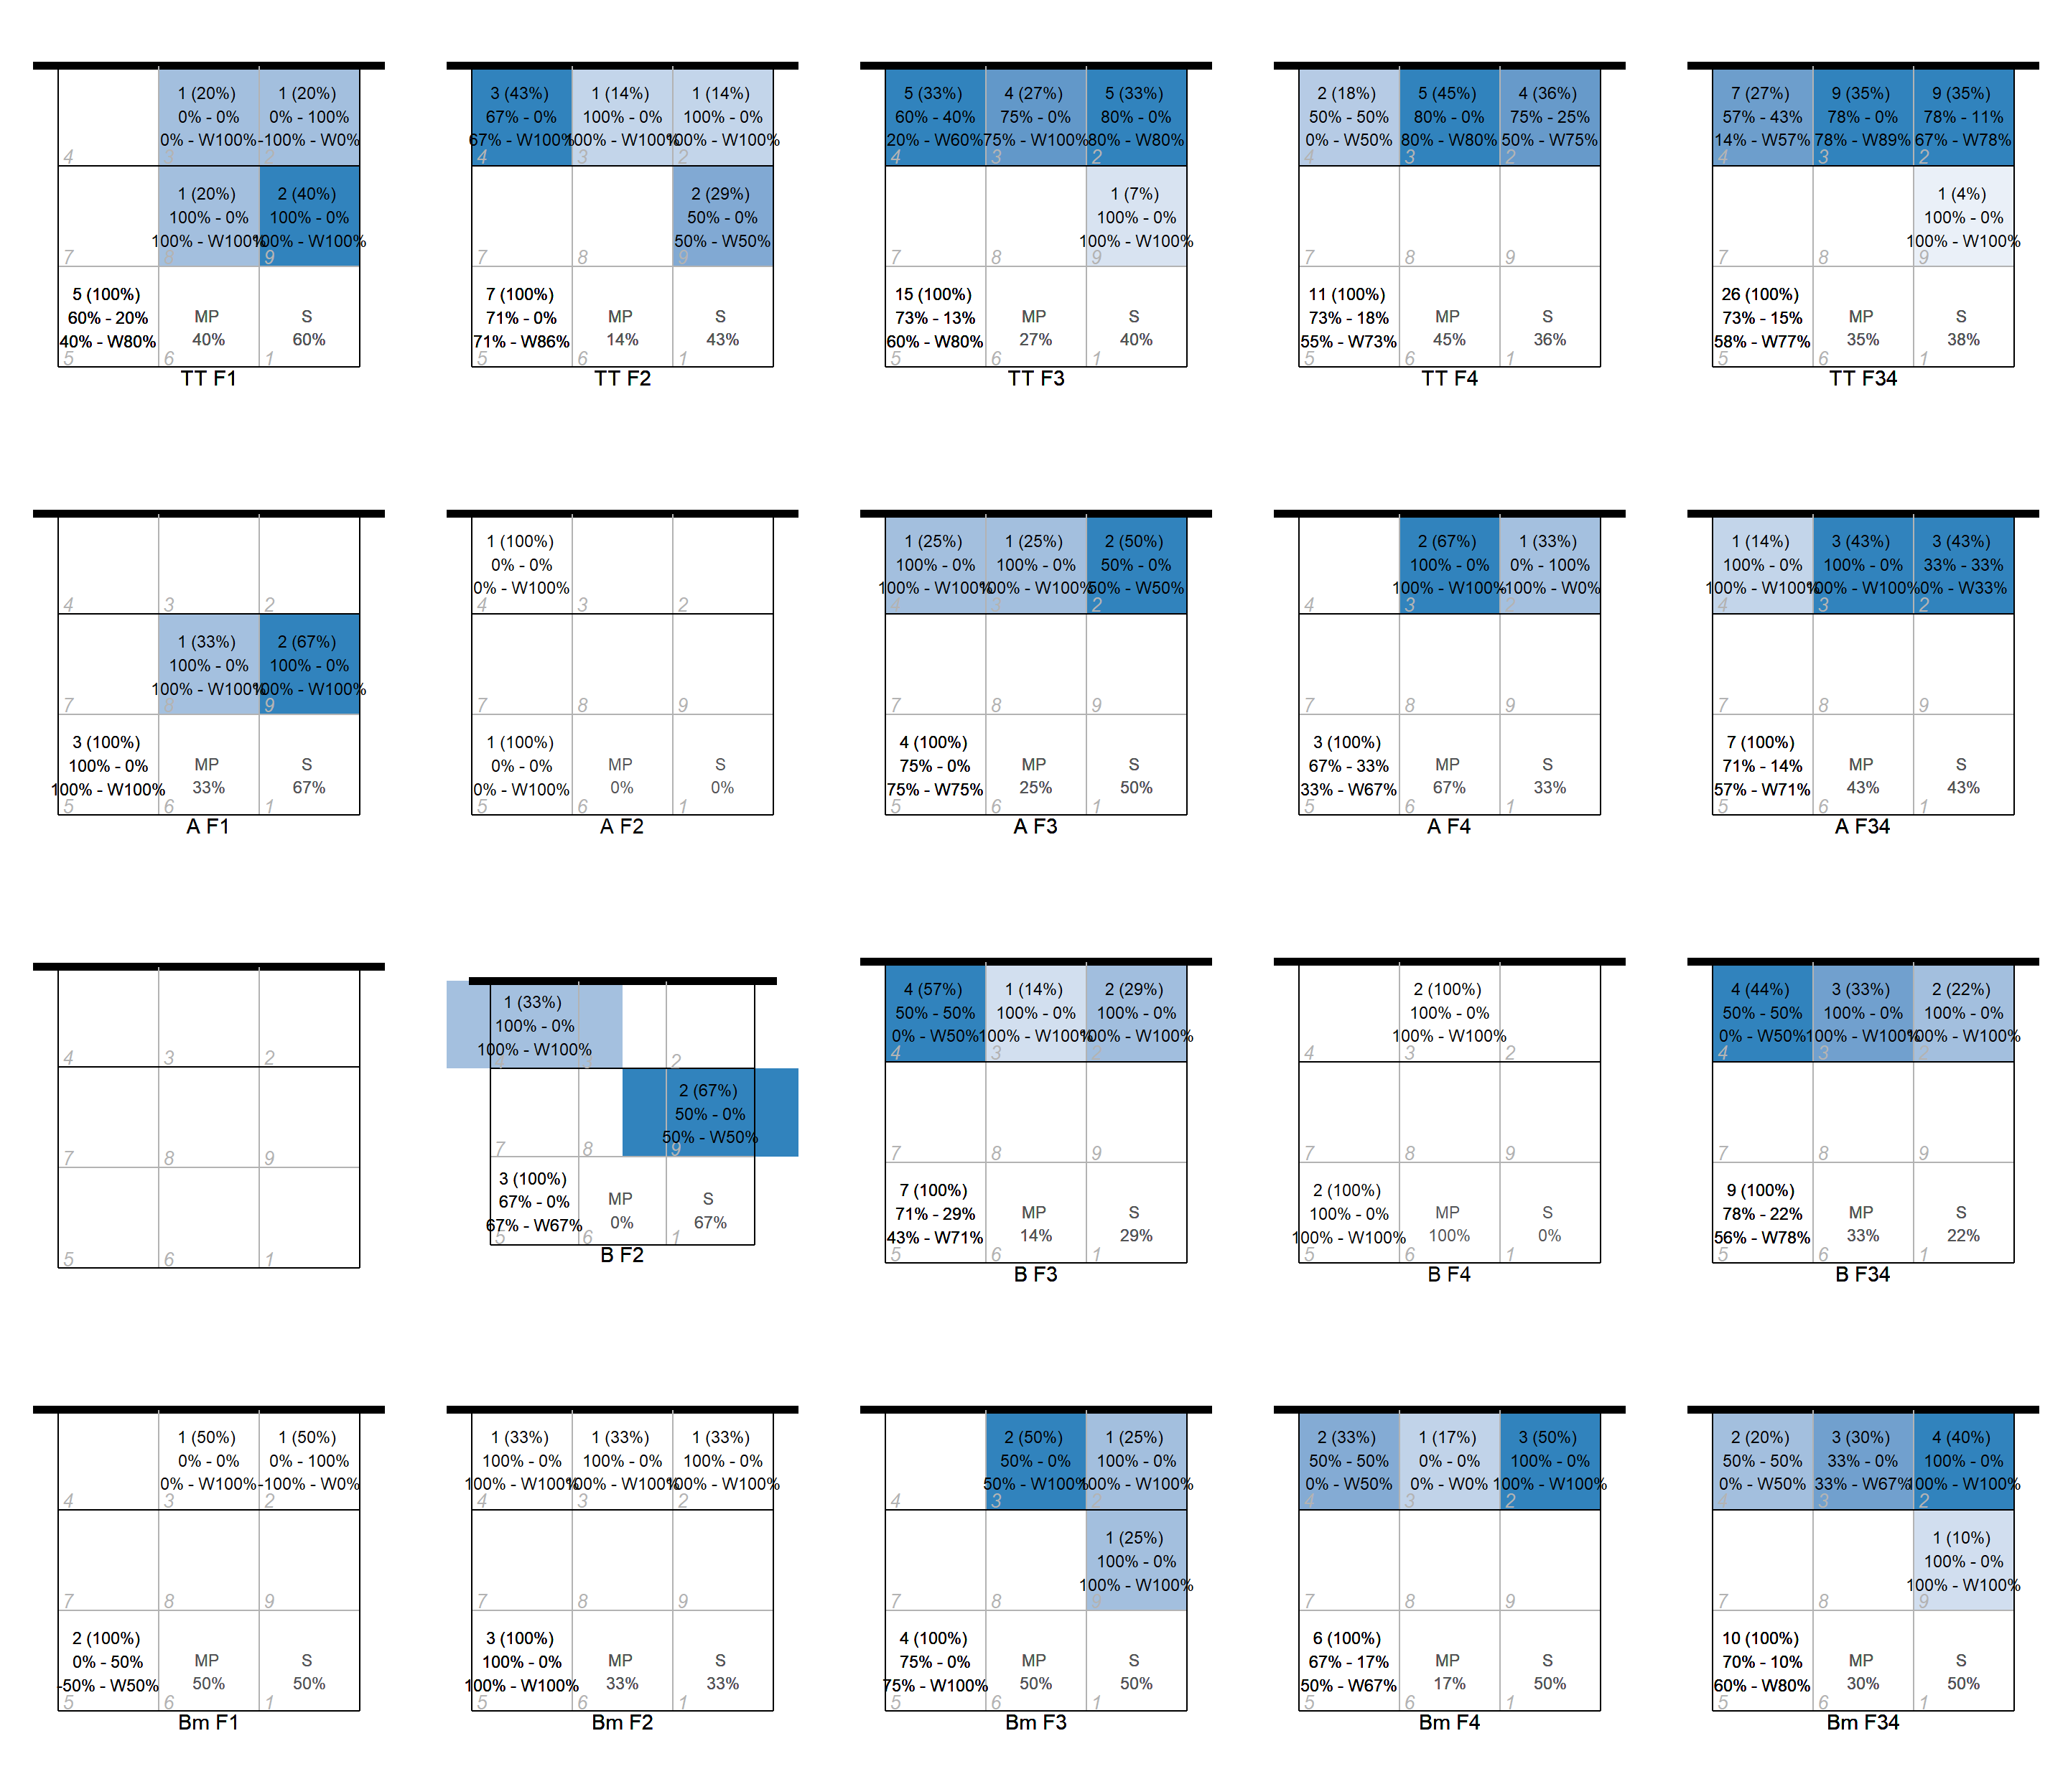 1 (20%)
0% - 0%
0% - W100%
3
1 (20%)
0% - 100%
-100% - W0%
2
4
1 (20%)
100% - 0%
100% - W100%
8
2 (40%)
100% - 0%
100% - W100%
9
7
5 (100%)
60% - 20%
40% - W80%
5
MP
40%
6
S
60%
1
TT F1
3 (43%)
67% - 0%
67% - W100%
4
1 (14%)
100% - 0%
100% - W100%
3
1 (14%)
100% - 0%
100% - W100%
2
7
8
2 (29%)
50% - 0%
50% - W50%
9
7 (100%)
71% - 0%
71% - W86%
5
MP
14%
6
S
43%
1
TT F2
5 (33%)
60% - 40%
20% - W60%
4
4 (27%)
75% - 0%
75% - W100%
3
5 (33%)
80% - 0%
80% - W80%
2
7
8
1 (7%)
100% - 0%
100% - W100%
9
15 (100%)
73% - 13%
60% - W80%
5
MP
27%
6
S
40%
1
TT F3
2 (18%)
50% - 50%
0% - W50%
4
5 (45%)
80% - 0%
80% - W80%
3
4 (36%)
75% - 25%
50% - W75%
2
7
8
9
11 (100%)
73% - 18%
55% - W73%
5
MP
45%
6
S
36%
1
TT F4
7 (27%)
57% - 43%
14% - W57%
4
9 (35%)
78% - 0%
78% - W89%
3
9 (35%)
78% - 11%
67% - W78%
2
7
8
1 (4%)
100% - 0%
100% - W100%
9
26 (100%)
73% - 15%
58% - W77%
5
MP
35%
6
S
38%
1
TT F34
4
3
2
7
1 (33%)
100% - 0%
100% - W100%
8
2 (67%)
100% - 0%
100% - W100%
9
3 (100%)
100% - 0%
100% - W100%
5
MP
33%
6
S
67%
1
A F1
1 (100%)
0% - 0%
0% - W100%
4
3
2
7
8
9
1 (100%)
0% - 0%
0% - W100%
5
MP
0%
6
S
0%
1
A F2
1 (25%)
100% - 0%
100% - W100%
4
1 (25%)
100% - 0%
100% - W100%
3
2 (50%)
50% - 0%
50% - W50%
2
7
8
9
4 (100%)
75% - 0%
75% - W75%
5
MP
25%
6
S
50%
1
A F3
4
2 (67%)
100% - 0%
100% - W100%
3
1 (33%)
0% - 100%
-100% - W0%
2
7
8
9
3 (100%)
67% - 33%
33% - W67%
5
MP
67%
6
S
33%
1
A F4
1 (14%)
100% - 0%
100% - W100%
4
3 (43%)
100% - 0%
100% - W100%
3
3 (43%)
33% - 33%
0% - W33%
2
7
8
9
7 (100%)
71% - 14%
57% - W71%
5
MP
43%
6
S
43%
1
A F34
4
3
2
7
8
9
5
6
1
1 (33%)
100% - 0%
100% - W100%
2
7
8
2 (67%)
50% - 0%
50% - W50%
9
3 (100%)
67% - 0%
67% - W67%
5
MP
0%
6
S
67%
1
B F2
4 (57%)
50% - 50%
0% - W50%
4
1 (14%)
100% - 0%
100% - W100%
3
2 (29%)
100% - 0%
100% - W100%
2
7
8
9
7 (100%)
71% - 29%
43% - W71%
5
MP
14%
6
S
29%
1
B F3
4
2 (100%)
100% - 0%
100% - W100%
3
2
7
8
9
2 (100%)
100% - 0%
100% - W100%
5
MP
100%
6
S
0%
1
B F4
4 (44%)
50% - 50%
0% - W50%
4
3 (33%)
100% - 0%
100% - W100%
3
2 (22%)
100% - 0%
100% - W100%
2
7
8
9
9 (100%)
78% - 22%
56% - W78%
5
MP
33%
6
S
22%
1
B F34
4
1 (50%)
0% - 0%
0% - W100%
3
1 (50%)
0% - 100%
-100% - W0%
2
7
8
9
2 (100%)
0% - 50%
-50% - W50%
5
MP
50%
6
S
50%
1
Bm F1
1 (33%)
100% - 0%
100% - W100%
4
1 (33%)
100% - 0%
100% - W100%
3
1 (33%)
100% - 0%
100% - W100%
2
7
8
9
3 (100%)
100% - 0%
100% - W100%
5
MP
33%
6
S
33%
1
Bm F2
4
2 (50%)
50% - 0%
50% - W100%
3
1 (25%)
100% - 0%
100% - W100%
2
7
8
1 (25%)
100% - 0%
100% - W100%
9
4 (100%)
75% - 0%
75% - W100%
5
MP
50%
6
S
50%
1
Bm F3
2 (33%)
50% - 50%
0% - W50%
4
1 (17%)
0% - 0%
0% - W0%
3
3 (50%)
100% - 0%
100% - W100%
2
7
8
9
6 (100%)
67% - 17%
50% - W67%
5
MP
17%
6
S
50%
1
Bm F4
2 (20%)
50% - 50%
0% - W50%
4
3 (30%)
33% - 0%
33% - W67%
3
4 (40%)
100% - 0%
100% - W100%
2
7
8
1 (10%)
100% - 0%
100% - W100%
9
10 (100%)
70% - 10%
60% - W80%
5
MP
30%
6
S
50%
1
Bm F34